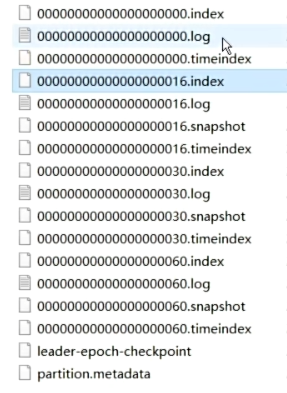 00000000000000000000.index
00000000000000000000.log
00000000000000000000.timeindex
00000000000000000016.index
00000000000000000016.log
00000000000000000016.snapshot
00000000000000000016.timeindex
00000000000000000030.index
00000000000000000030.log
00000000000000000030.snapshot
00000000000000000030.timeindex
00000000000000000060.index
00000000000000000060.log
00000000000000000060.snapshot
00000000000000000060.timeindex
leader-epoch-checkpoint
partition.metadata